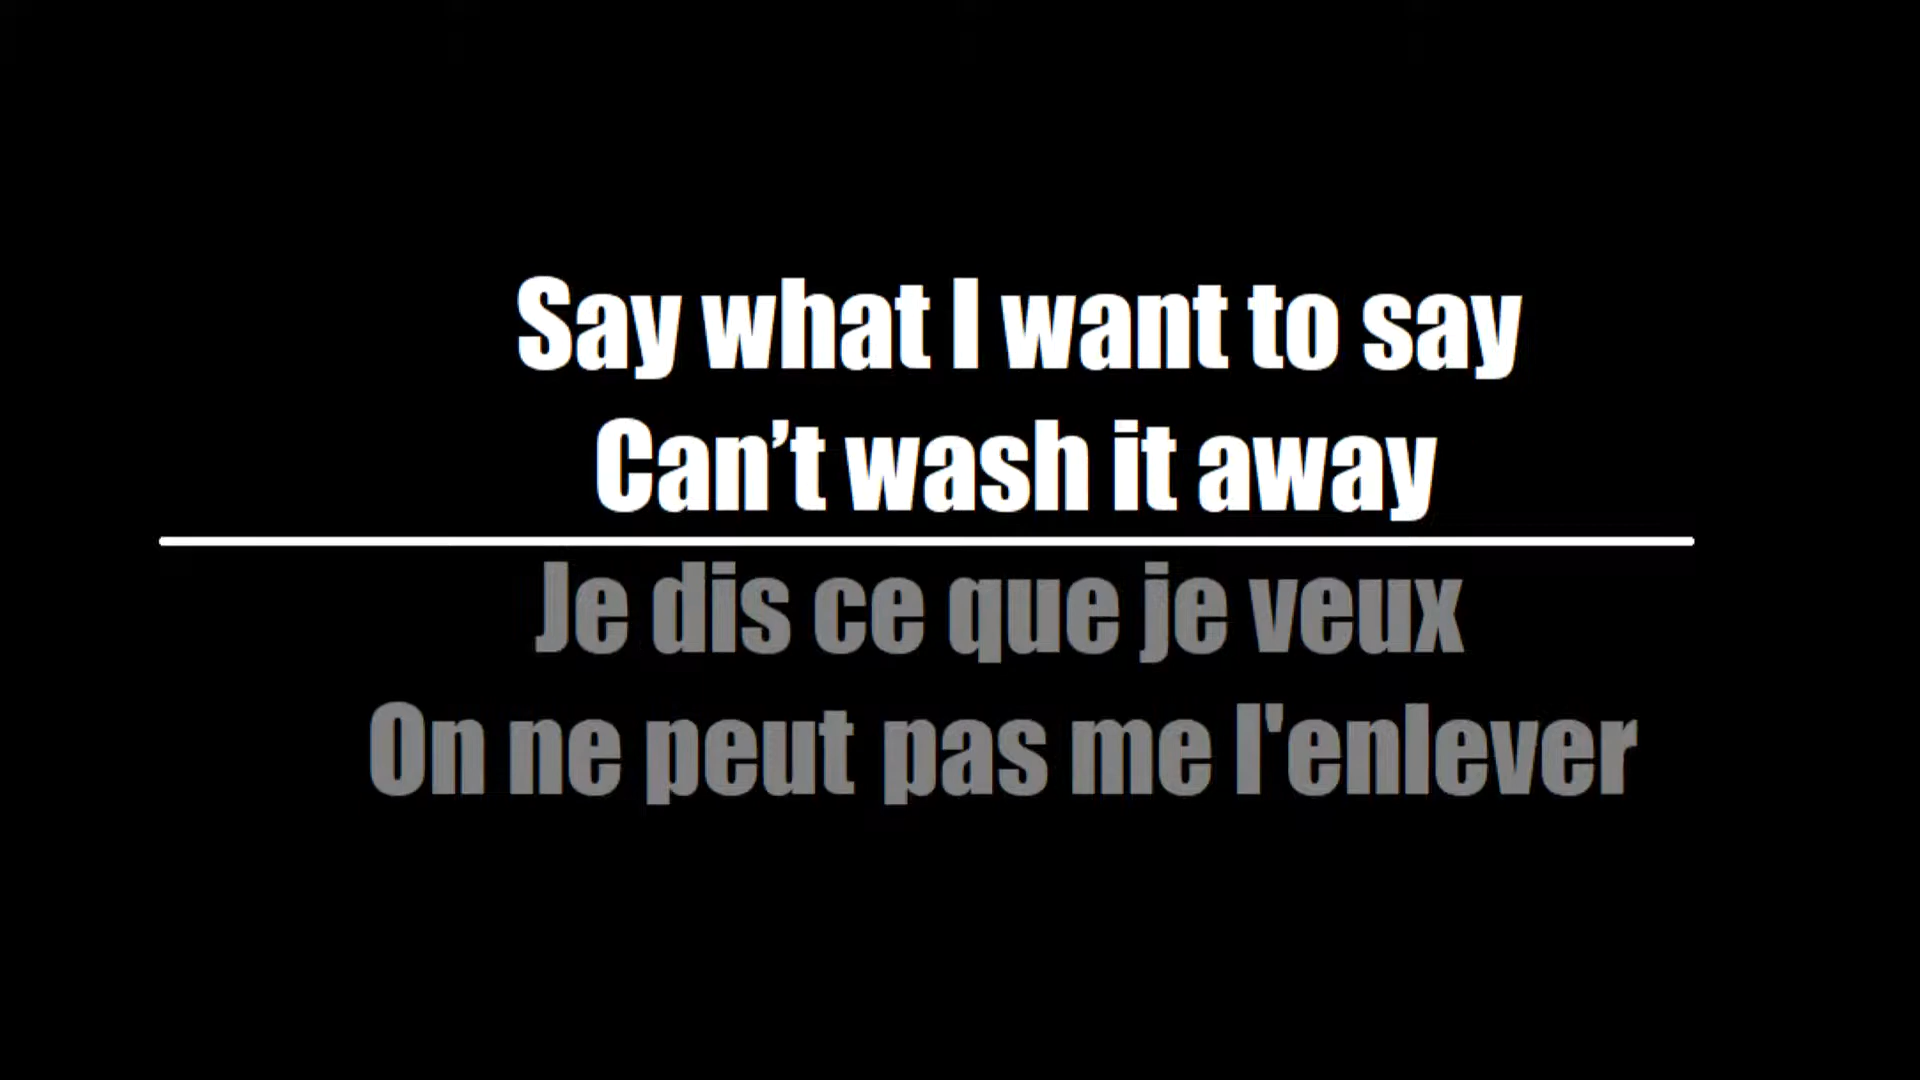 Say what I want to say
Can’t wash it away
Je dis ce que je veux
On ne peut pas me l'enlever